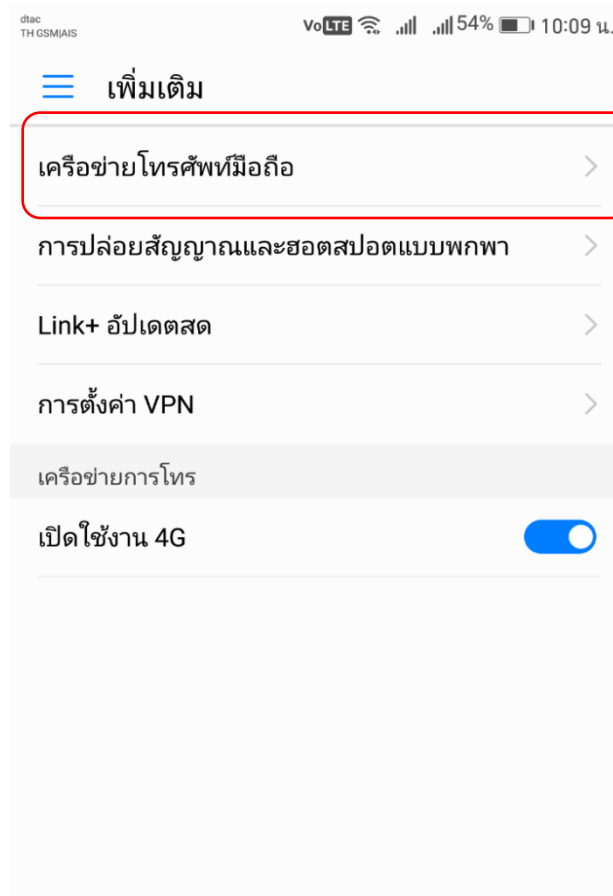 dtac
TH GSM|AIS
VoLTE 54% 10:09 น.
เพิ่มเติม
เครือข่ายโทรศัพท์มือถือ
การปล่อยสัญญาณและฮอตสปอตแบบพกพา
Link+ อัปเดตสด
การตั้งค่า VPN
เครือข่ายการโทร
เปิดใช้งาน 4G